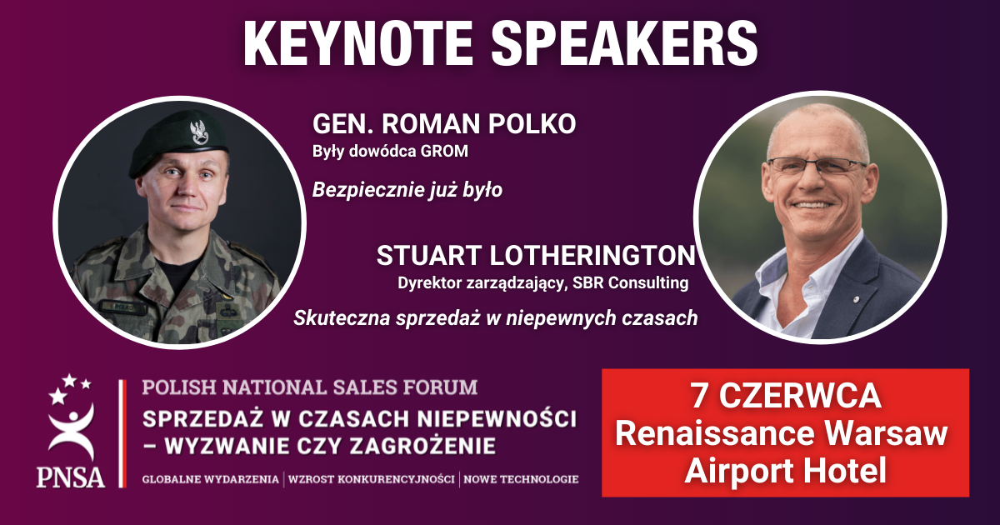 KEYNOTE SPEAKERS
GEN. ROMAN POLKO
Były dowódca GROM
Bezpiecznie już było
STUART LOTHERINGTON
Dyrektor zarządzający, SBR Consulting
Skuteczna sprzedaż w niepewnych czasach
POLISH NATIONAL SALES FORUM
SPRZEDAŻ W CZASACH NIEPEWNOŚCI
– WYZWANIE CZY ZAGROŻENIE
PNSA
GLOBALNE WYDARZENIA | WZROST KONKURENCYJNOŚCI | NOWE TECHNOLOGIE
7 CZERWCA
Renaissance Warsaw
Airport Hotel